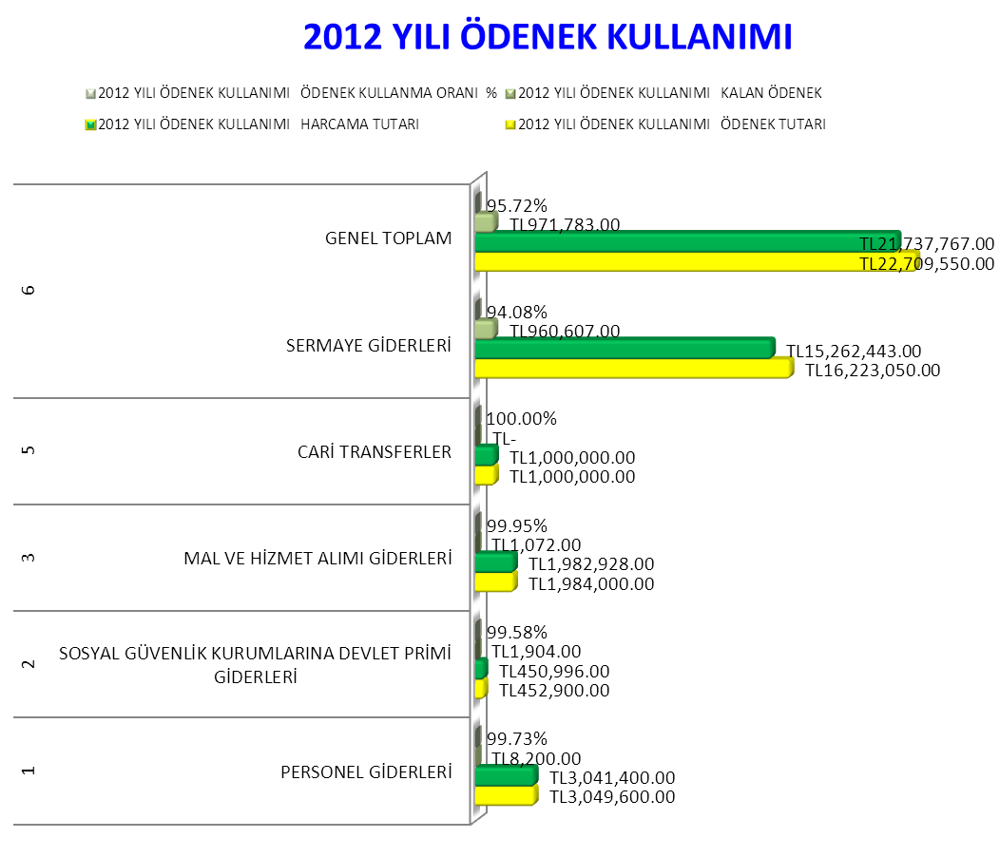 2012 YILI ÖDENEK KULLANIMI
2012 YILI ÖDENEK KULLANIMI ÖDENEK KULLANMA ORANI %
2012 YILI ÖDENEK KULLANIMI KALAN ÖDENEK
2012 YILI ÖDENEK KULLANIMI HARCAMA TUTARI
2012 YILI ÖDENEK KULLANIMI ÖDENEK TUTARI
6
GENEL TOPLAM
95.72%
TL971,783.00
TL21,737,767.00
TL22,709,550.00
SERMAYE GİDERLERİ
94.08%
TL960,607.00
TL15,262,443.00
TL16,223,050.00
5
CARİ TRANSFERLER
100.00%
TL-
TL1,000,000.00
TL1,000,000.00
3
MAL VE HİZMET ALIMI GİDERLERİ
99.95%
TL1,072.00
TL1,982,928.00
TL1,984,000.00
2
SOSYAL GÜVENLİK KURUMLARINA DEVLET PRİMİ
GİDERLERİ
99.58%
TL1,904.00
TL450,996.00
TL452,900.00
1
PERSONEL GİDERLERİ
99.73%
TL8,200.00
TL3,041,400.00
TL3,049,600.00